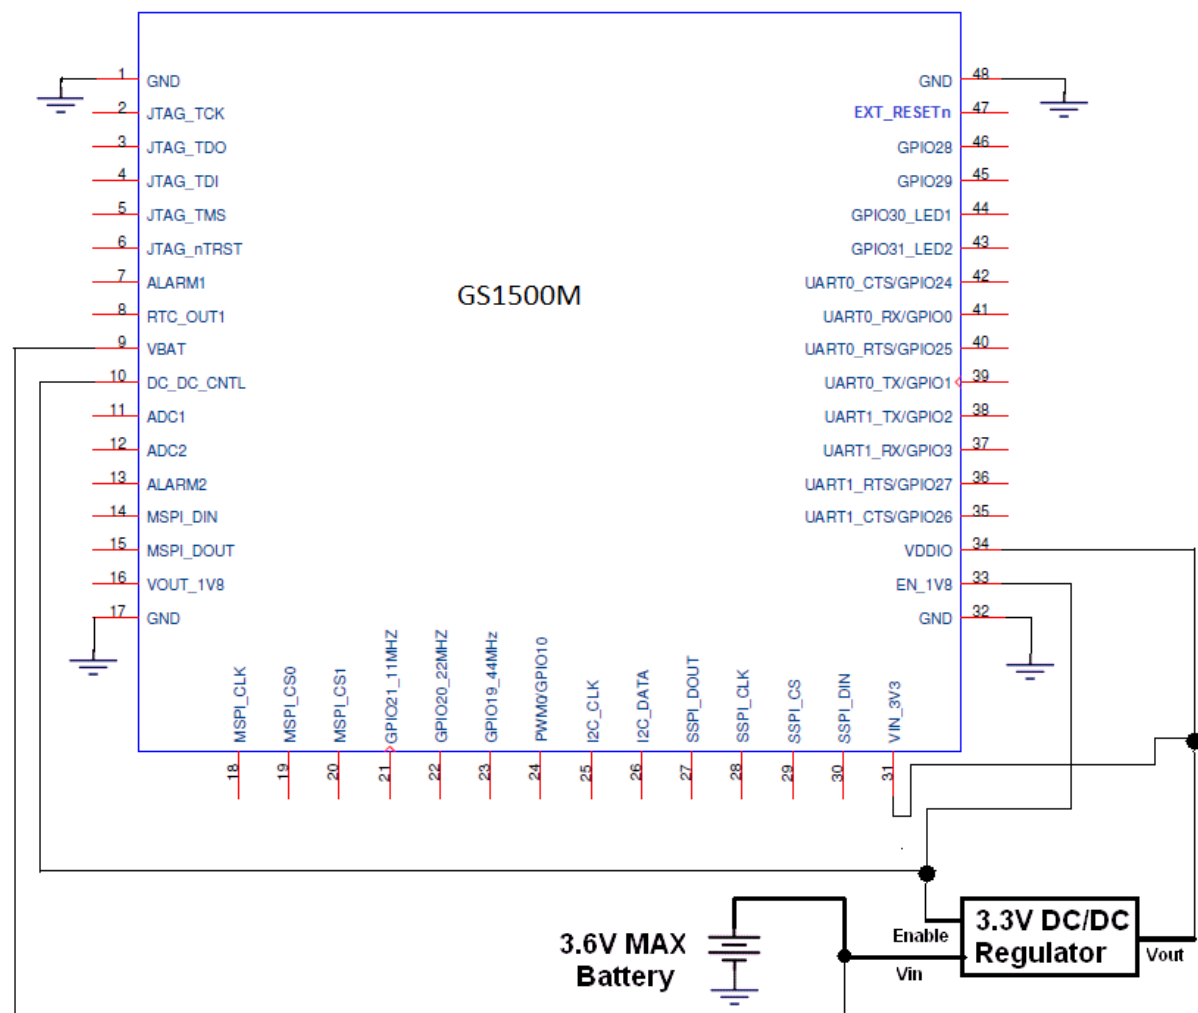 1 GND
2 JTAG_TCK
3 JTAG_TDO
4 JTAG_TDI
5 JTAG_TMS
6 JTAG_nTRST
7 ALARM1
8 RTC_OUT1
9 VBAT
10 DC_DC_CNTL
11 ADC1
12 ADC2
13 ALARM2
14 MSPI_DIN
15 MSPI_DOUT
16 VOUT_1V8
17 GND
GS1500M
GND 48
EXT_RESETn 47
GPIO28 46
GPIO29 45
GPIO30_LED1 44
GPIO31_LED2 43
UART0_CTS/GPIO24 42
UART0_RX/GPIO0 41
UART0_RTS/GPIO25 40
UART0_TX/GPIO1 39
UART1_TX/GPIO2 38
UART1_RX/GPIO3 37
UART1_RTS/GPIO27 36
UART1_CTS/GPIO26 35
VDDIO 34
EN_1V8 33
GND 32
MSPI_CLK 18
MSPI_CS0 19
MSPI_CS1 20
GPIO21_11MHZ 21
GPIO20_22MHZ 22
GPIO19_44MHz 23
PWM0/GPIO10 24
I2C_CLK 25
I2C_DATA 26
SSPI_DOUT 27
SSPI_CLK 28
SSPI_CS 29
SSPI_DIN 30
VIN_3V3 31
3.6V MAX
Battery
Enable
Vin
3.3V DC/DC
Regulator
Vout